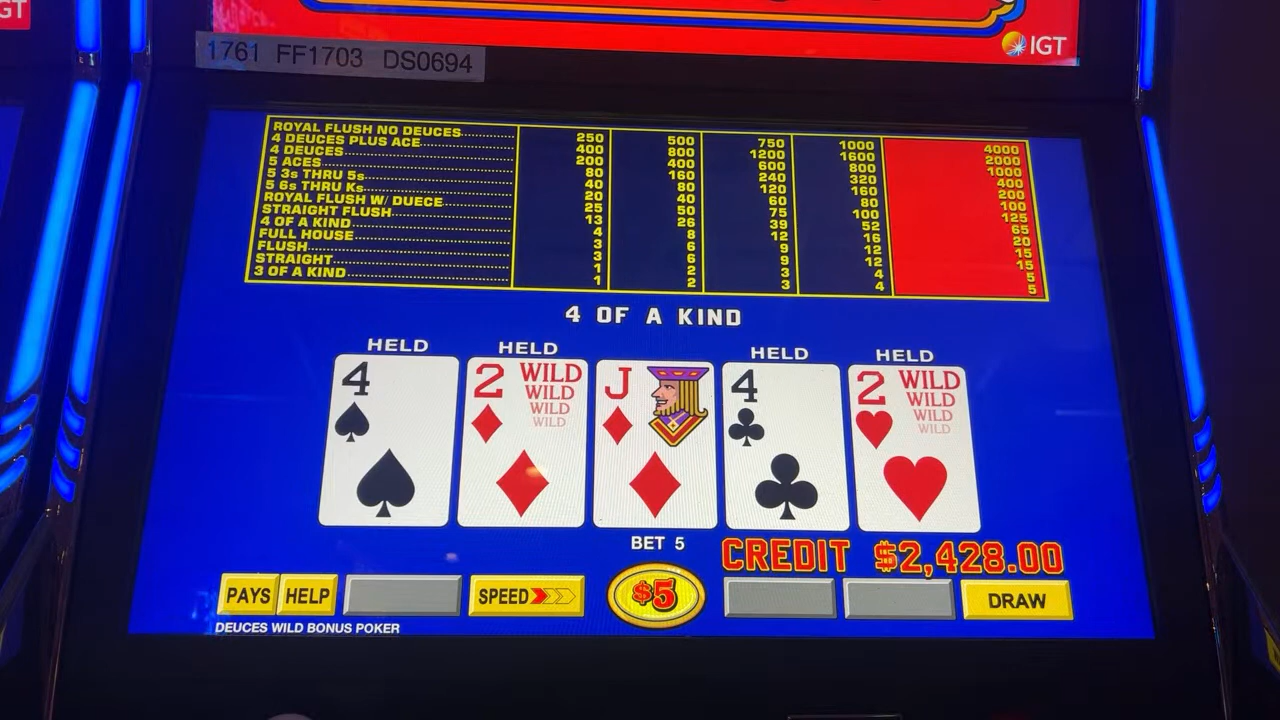 GT
IGT
1761 FF1703 DS0694
ROYAL FLUSH NO DEUCES 250 500 750 1000 4000
4 DEUCES PLUS ACE 400 800 1200 1600 2000
4 DEUCES 200 400 600 800 1000
5 ACES 80 160 240 320 400
5 3s THRU 5s 40 80 120 160 200
5 6s THRU Ks 20 40 60 80 100
ROYAL FLUSH W/ DUECE 25 50 75 100 125
STRAIGHT FLUSH 13 26 39 52 65
4 OF A KIND 4 8 12 16 20
FULL HOUSE 3 6 9 12 15
FLUSH 3 6 9 12 15
STRAIGHT 1 2 3 4 5
3 OF A KIND 1 2 3 4 5
4 OF A KIND
HELD HELD HELD HELD
4 2 WILD J 4 2 WILD
WILD WILD
WILD WILD
WILD WILD
BET 5
CREDIT $2,428.00
PAYS HELP SPEED $5 DRAW
DEUCES WILD BONUS POKER